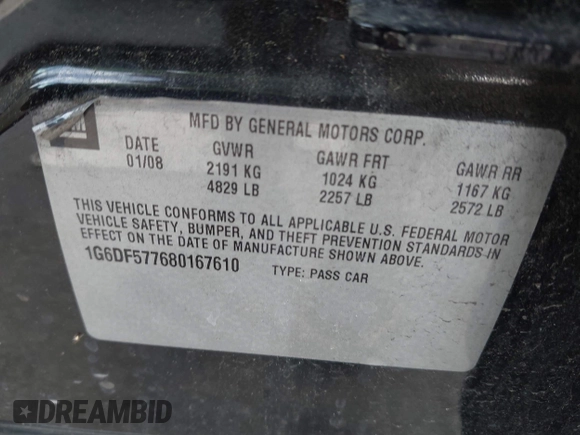 GM
MFD BY GENERAL MOTORS CORP.
DATE GVWR GAWR FRT GAWR RR
01/08 2191 KG 1024 KG 1167 KG
4829 LB 2257 LB 2572 LB
THIS VEHICLE CONFORMS TO ALL APPLICABLE U.S. FEDERAL MOTOR
VEHICLE SAFETY, BUMPER, AND THEFT PREVENTION STANDARDS IN
EFFECT ON THE DATE OF MANUFACTURE SHOWN ABOVE.
1G6DF577680167610 TYPE: PASS CAR
DREAMBID